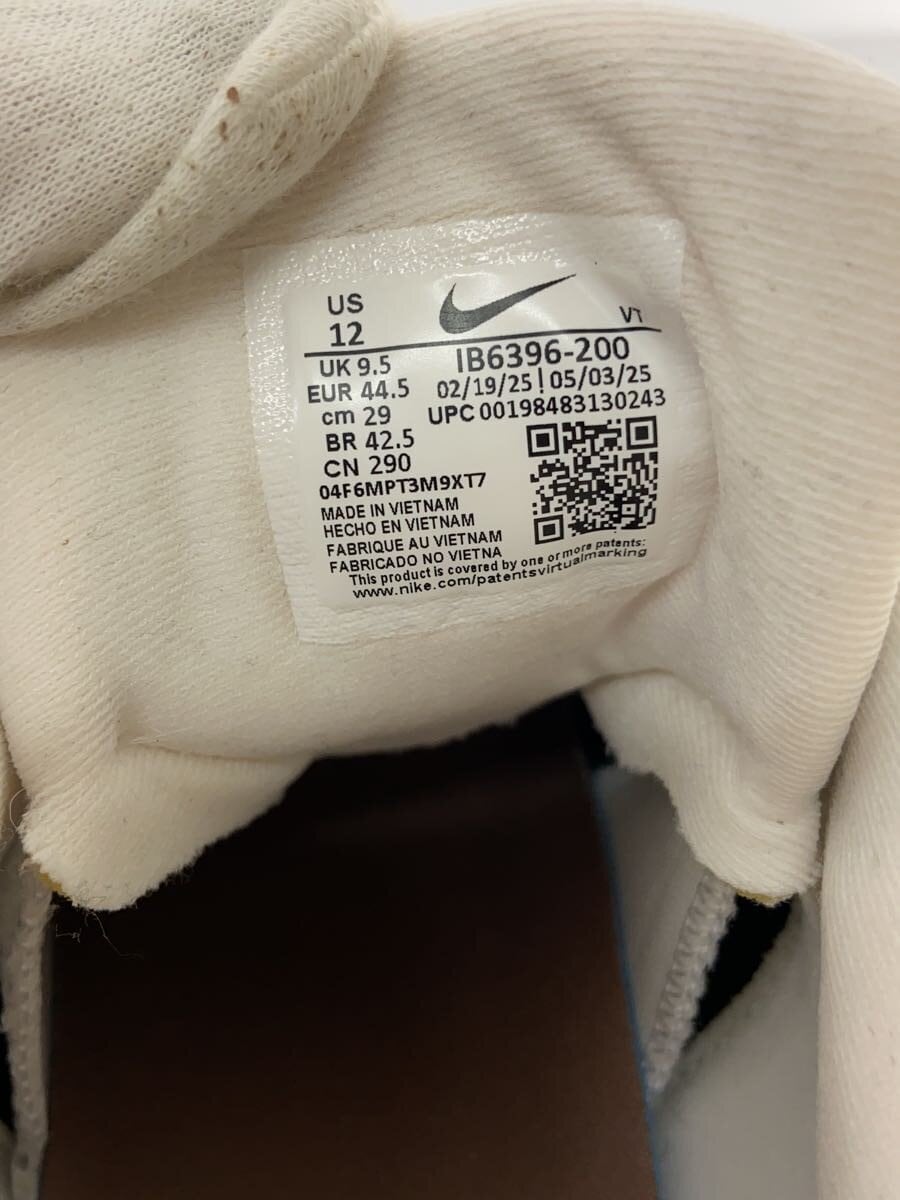 US
12
VT
UK 9.5
IB6396-200
EUR 44.5
02/19/25 | 05/03/25
cm 29
UPC 00198483130243
BR 42.5
CN 290
04F6MPT3M9XT7
MADE IN VIETNAM
HECHO EN VIETNAM
FABRIQUE AU VIETNAM
FABRICADO NO VIETNA
This product is covered by one or more patents:
www.nike.com/patentsvirtualmarking